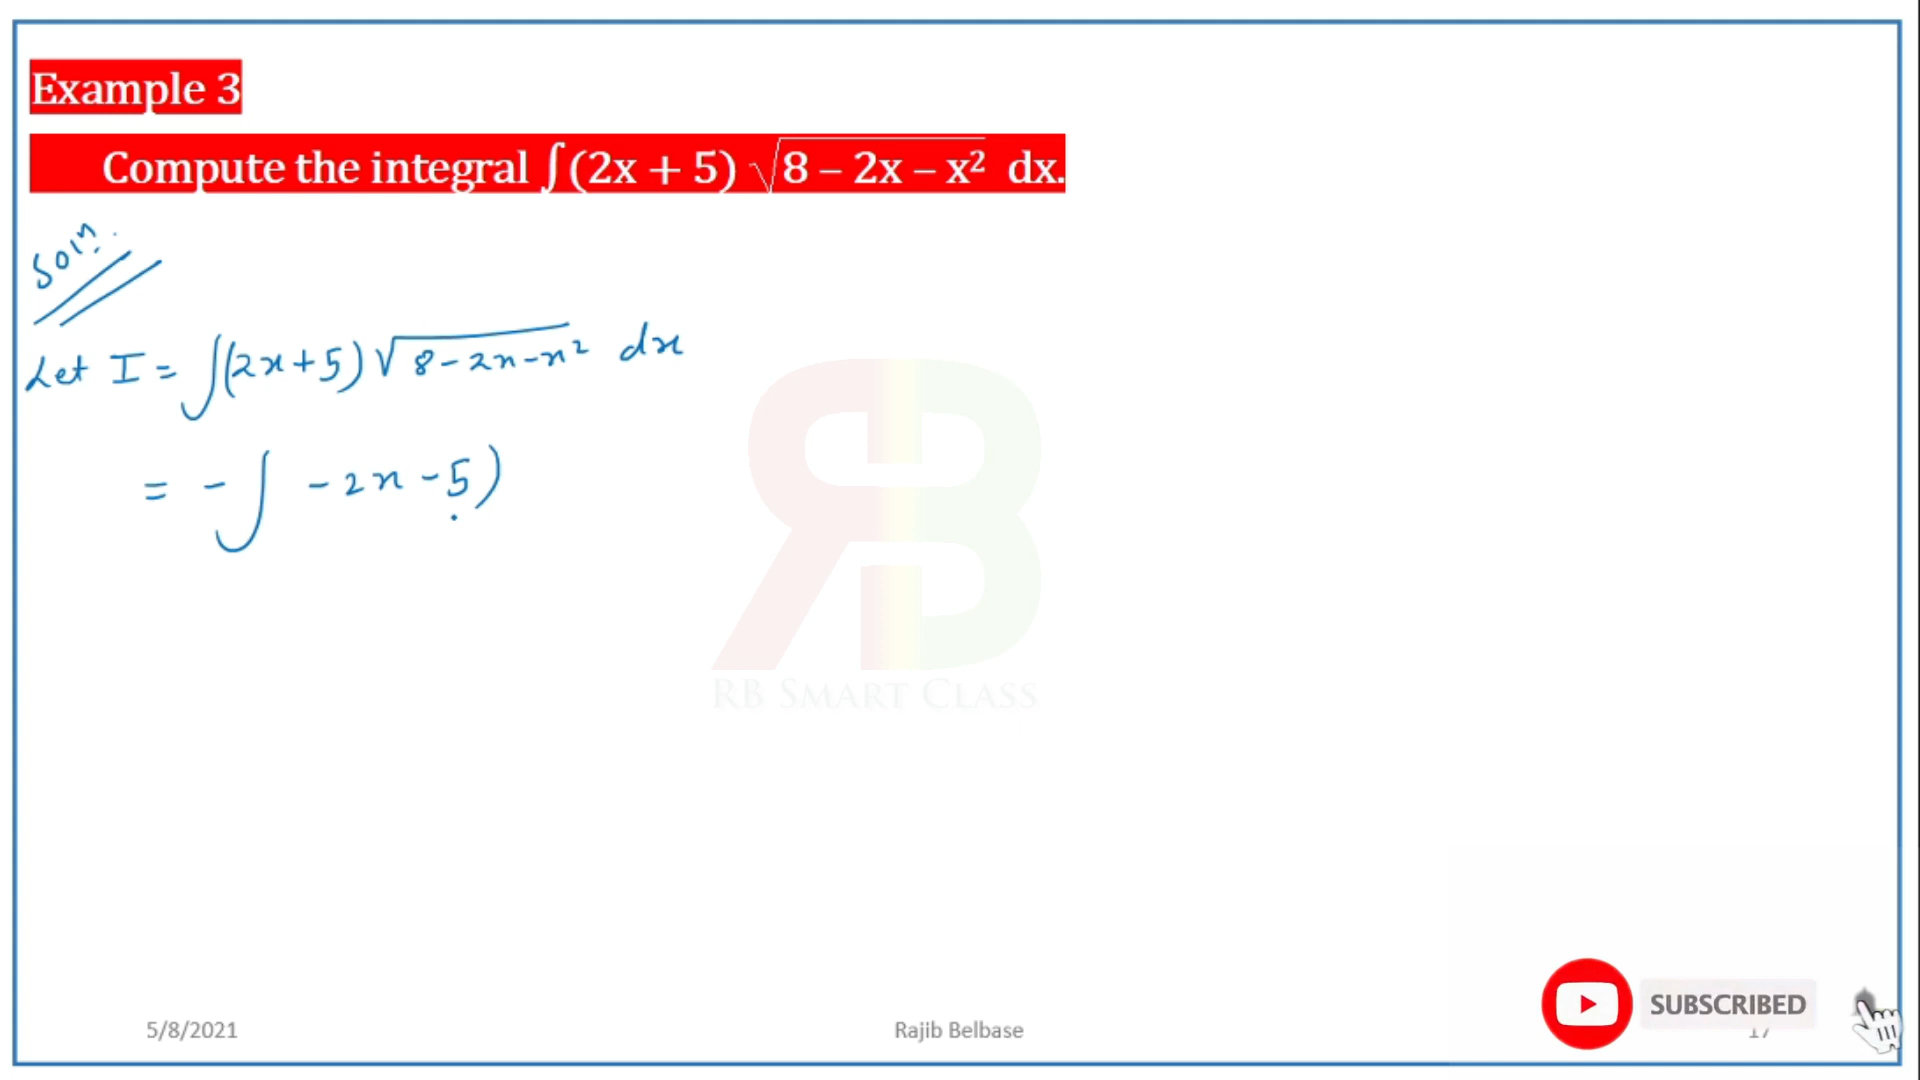 Example 3
Compute the integral ∫(2x + 5) √(8 – 2x – x²) dx.
Soln.
Let I = ∫(2x+5)√(8-2x-x²) dx
= -∫ -2x-5)
RB SMART CLASS
SUBSCRIBED
5/8/2021
Rajib Belbase
17